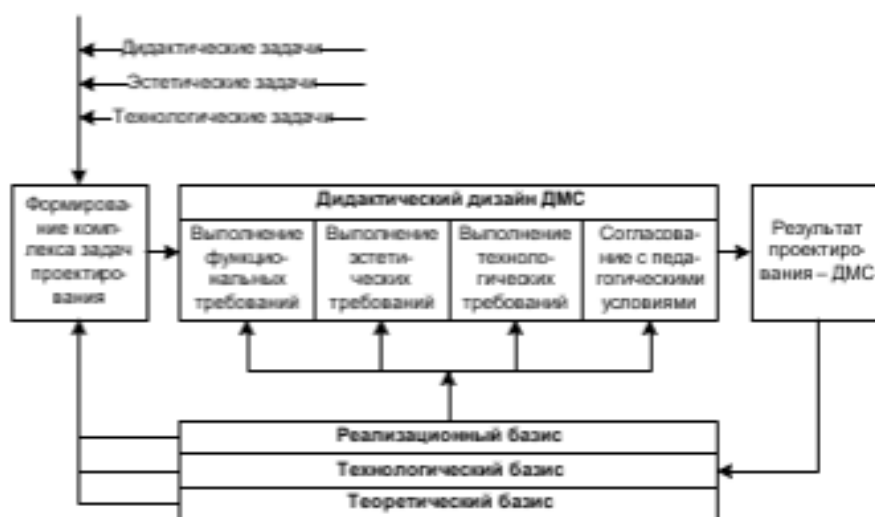 Дидактические задачи
Эстетические задачи
Технологические задачи
Формирова-
ние комп-
лекса задач
проектиро-
вания
Дидактический дизайн ДМС
Выполнение
функцио-
нальных
требований
Выполнение
эстети-
ческих
требований
Выполнение
техноло-
гических
требований
Согласова-
ние с педа-
гогическими
условиями
Результат
проектиро-
вания – ДМС
Реализационный базис
Технологический базис
Теоретический базис